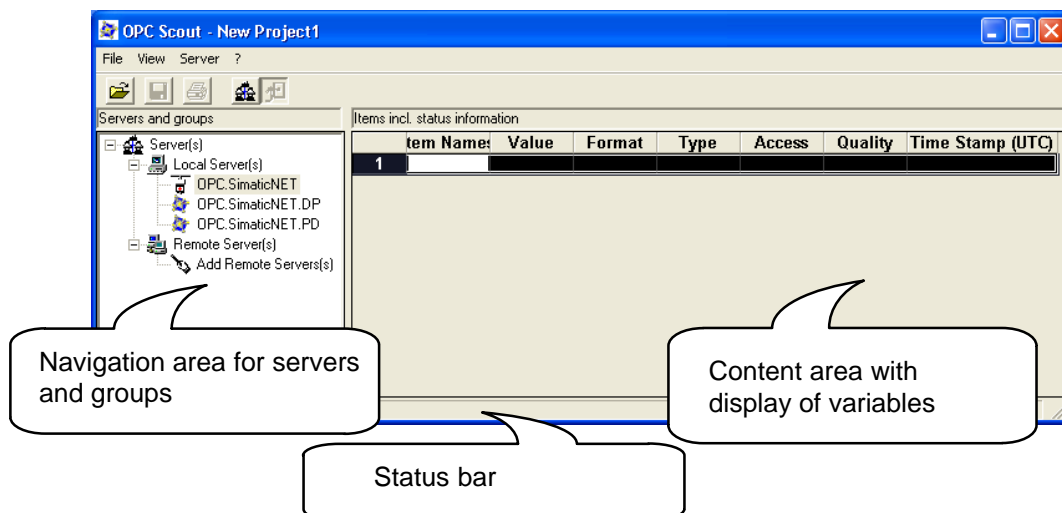 OPC Scout - New Project1
File View Server ?
Servers and groups
Items incl. status information
Server(s)
Local Server(s)
OPC.SimaticNET
OPC.SimaticNET.DP
OPC.SimaticNET.PD
Remote Server(s)
Add Remote Servers(s)
tem Names Value Format Type Access Quality Time Stamp (UTC)
1
Navigation area for servers
and groups
Content area with
display of variables
Status bar